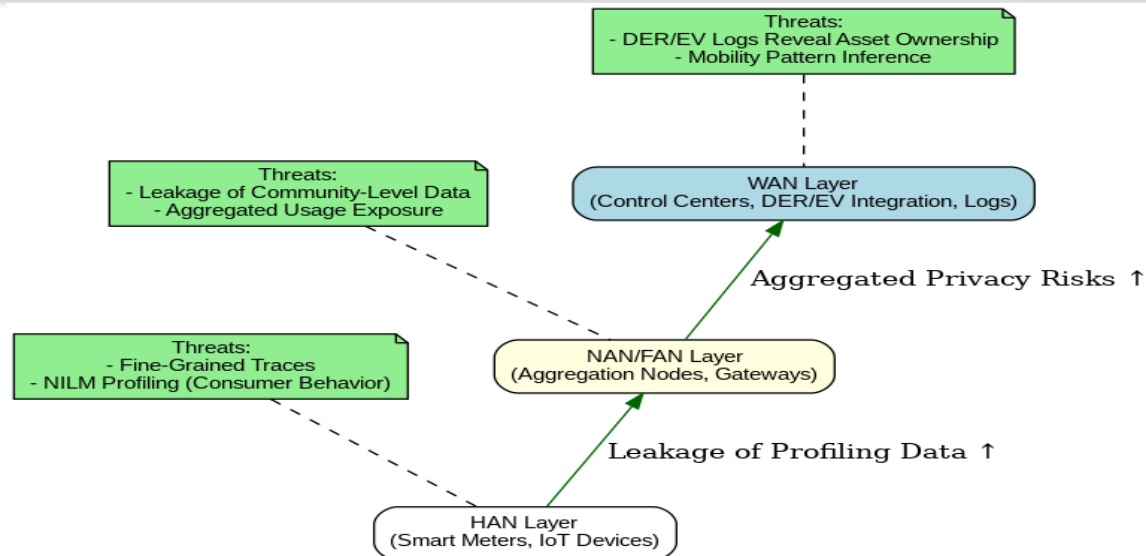 Threats:
- DER/EV Logs Reveal Asset Ownership
- Mobility Pattern Inference
Threats:
- Leakage of Community-Level Data
- Aggregated Usage Exposure
WAN Layer
(Control Centers, DER/EV Integration, Logs)
Aggregated Privacy Risks ↑
Threats:
- Fine-Grained Traces
- NILM Profiling (Consumer Behavior)
NAN/FAN Layer
(Aggregation Nodes, Gateways)
Leakage of Profiling Data ↑
HAN Layer
(Smart Meters, IoT Devices)